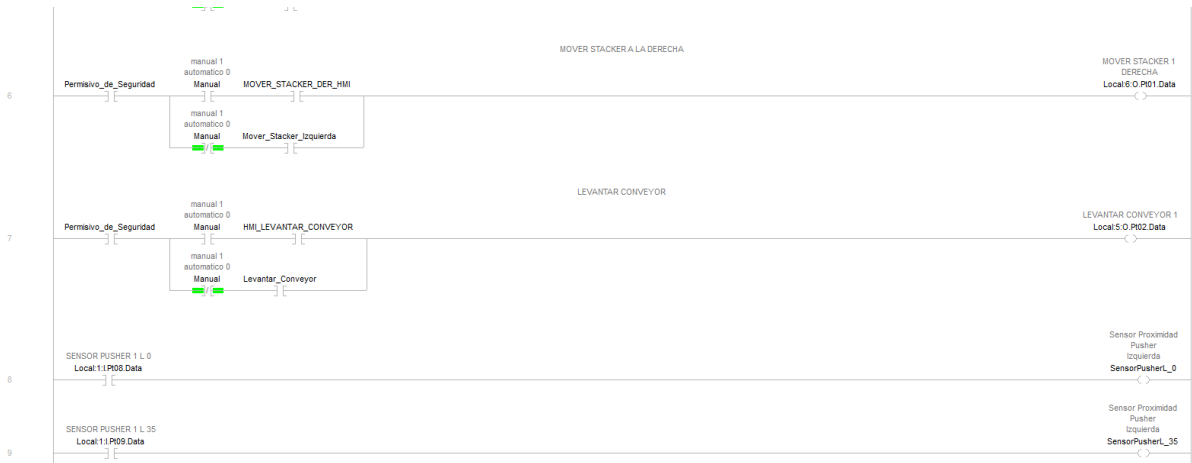 MOVER STACKER A LA DERECHA
manual 1
automatico 0
Permisivo_de_Seguridad Manual MOVER_STACKER_DER_HMI
MOVER STACKER 1
DERECHA
Local:6:O.Pt01.Data
6
manual 1
automatico 0
Manual Mover_Stacker_Izquierda
LEVANTAR CONVEYOR
manual 1
automatico 0
Permisivo_de_Seguridad Manual HMI_LEVANTAR_CONVEYOR
LEVANTAR CONVEYOR 1
Local:5:O.Pt02.Data
7
manual 1
automatico 0
Manual Levantar_Conveyor
SENSOR PUSHER 1 L 0
Local:1:I.Pt08.Data
Sensor Proximidad
Pusher
Izquierda
SensorPusherL_0
8
SENSOR PUSHER 1 L 35
Local:1:I.Pt09.Data
Sensor Proximidad
Pusher
Izquierda
SensorPusherL_35
9